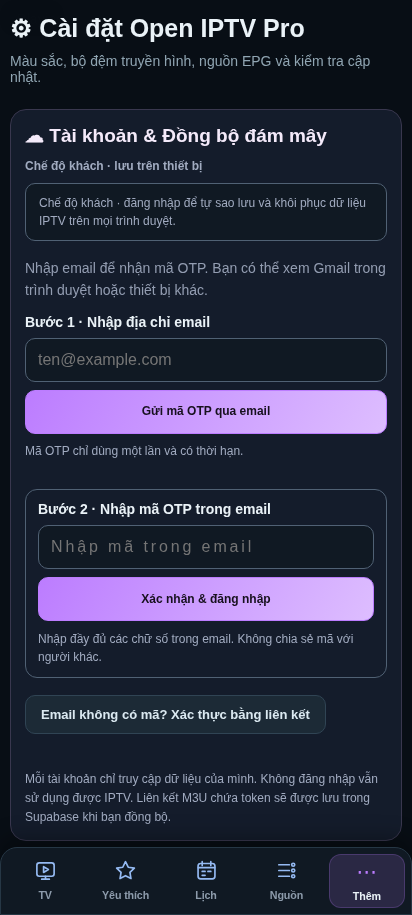 ⚙ Cài đặt Open IPTV Pro
Màu sắc, bộ đệm truyền hình, nguồn EPG và kiểm tra cập
nhật.
☁ Tài khoản & Đồng bộ đám mây
Chế độ khách · lưu trên thiết bị
Chế độ khách · đăng nhập để tự sao lưu và khôi phục dữ liệu
IPTV trên mọi trình duyệt.
Nhập email để nhận mã OTP. Bạn có thể xem Gmail trong
trình duyệt hoặc thiết bị khác.
Bước 1 · Nhập địa chỉ email
ten@example.com
Gửi mã OTP qua email
Mã OTP chỉ dùng một lần và có thời hạn.
Bước 2 · Nhập mã OTP trong email
Nhập mã trong email
Xác nhận & đăng nhập
Nhập đầy đủ các chữ số trong email. Không chia sẻ mã với
người khác.
Email không có mã? Xác thực bằng liên kết
Mỗi tài khoản chỉ truy cập dữ liệu của mình. Không đăng nhập vẫn
sử dụng được IPTV. Liên kết M3U chứa token sẽ được lưu trong
Supabase khi bạn đồng bộ.
TV
Yêu thích
Lịch
Nguồn
Thêm